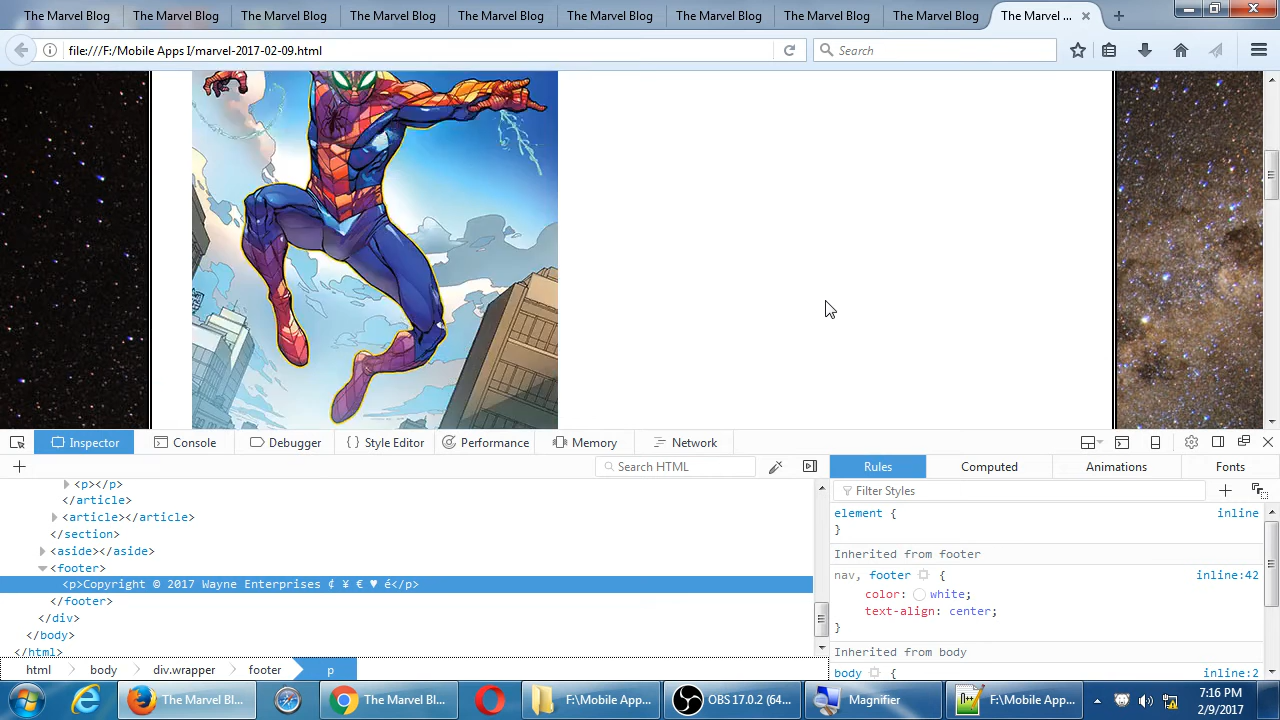 The Marvel Blog The Marvel Blog The Marvel Blog The Marvel Blog The Marvel Blog The Marvel Blog The Marvel Blog The Marvel Blog The Marvel Blog The Marvel ...
file:///F:/Mobile Apps I/marvel-2017-02-09.html Search
Inspector Console Debugger Style Editor Performance Memory Network
Search HTML Rules Computed Animations Fonts
Filter Styles
<p></p>
</article>
<article></article>
</section>
<aside></aside>
<footer>
<p>Copyright © 2017 Wayne Enterprises ¢ ¥ € ♥ é</p>
</footer>
</div>
</body>
</html>
html body div.wrapper footer p
element { inline
}
Inherited from footer
nav, footer { inline:42
color: white;
text-align: center;
}
Inherited from body
body { inline:2
The Marvel Bl... The Marvel Bl... F:\Mobile App... OBS 17.0.2 (64... Magnifier F:\Mobile App...
7:16 PM
2/9/2017